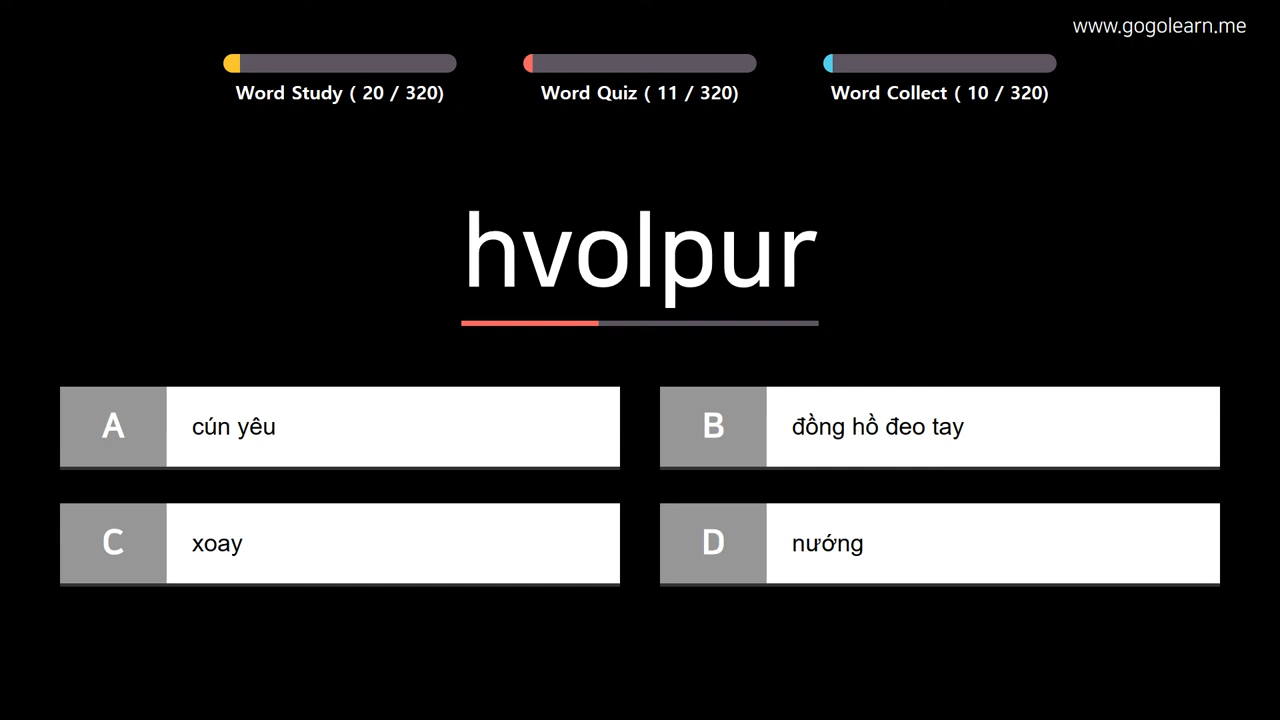 www.gogolearn.me
Word Study ( 20 / 320)
Word Quiz ( 11 / 320)
Word Collect ( 10 / 320)
hvolpur
A
cún yêu
B
đồng hồ đeo tay
C
xoay
D
nướng